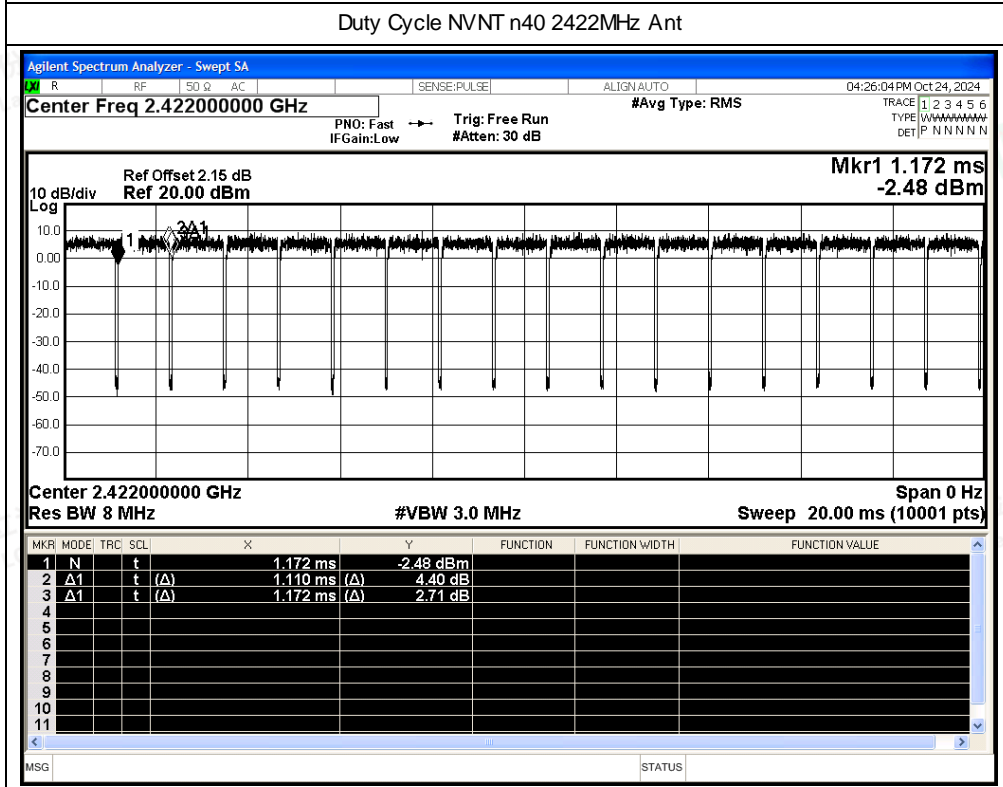 Duty Cycle NVNT n40 2422MHz Ant
Agilent Spectrum Analyzer - Swept SA
LXI R RF 50 Ω AC SENSE:PULSE ALIGN AUTO 04:26:04 PM Oct 24, 2024
Center Freq 2.422000000 GHz #Avg Type: RMS TRACE 1 2 3 4 5 6
PNO: Fast Trig: Free Run TYPE WWWWWW
IFGain:Low #Atten: 30 dB DET P N N N N N
Mkr1 1.172 ms
Ref Offset 2.15 dB
10 dB/div Ref 20.00 dBm -2.48 dBm
Log
10.0
1 2Δ1
0.00
-10.0
-20.0
-30.0
-40.0
-50.0
-60.0
-70.0
Center 2.422000000 GHz Span 0 Hz
Res BW 8 MHz #VBW 3.0 MHz Sweep 20.00 ms (10001 pts)
MKR MODE TRC SCL X Y FUNCTION FUNCTION WIDTH FUNCTION VALUE
1 N t 1.172 ms -2.48 dBm
2 Δ1 t (Δ) 1.110 ms (Δ) 4.40 dB
3 Δ1 t (Δ) 1.172 ms (Δ) 2.71 dB
4
5
6
7
8
9
10
11
MSG STATUS